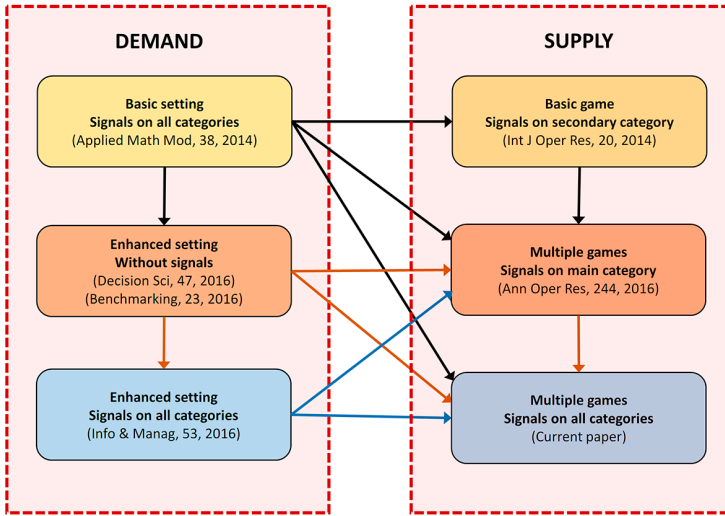 DEMAND
Basic setting
Signals on all categories
(Applied Math Mod, 38, 2014)
Enhanced setting
Without signals
(Decision Sci, 47, 2016)
(Benchmarking, 23, 2016)
Enhanced setting
Signals on all categories
(Info & Manag, 53, 2016)
SUPPLY
Basic game
Signals on secondary category
(Int J Oper Res, 20, 2014)
Multiple games
Signals on main category
(Ann Oper Res, 244, 2016)
Multiple games
Signals on all categories
(Current paper)